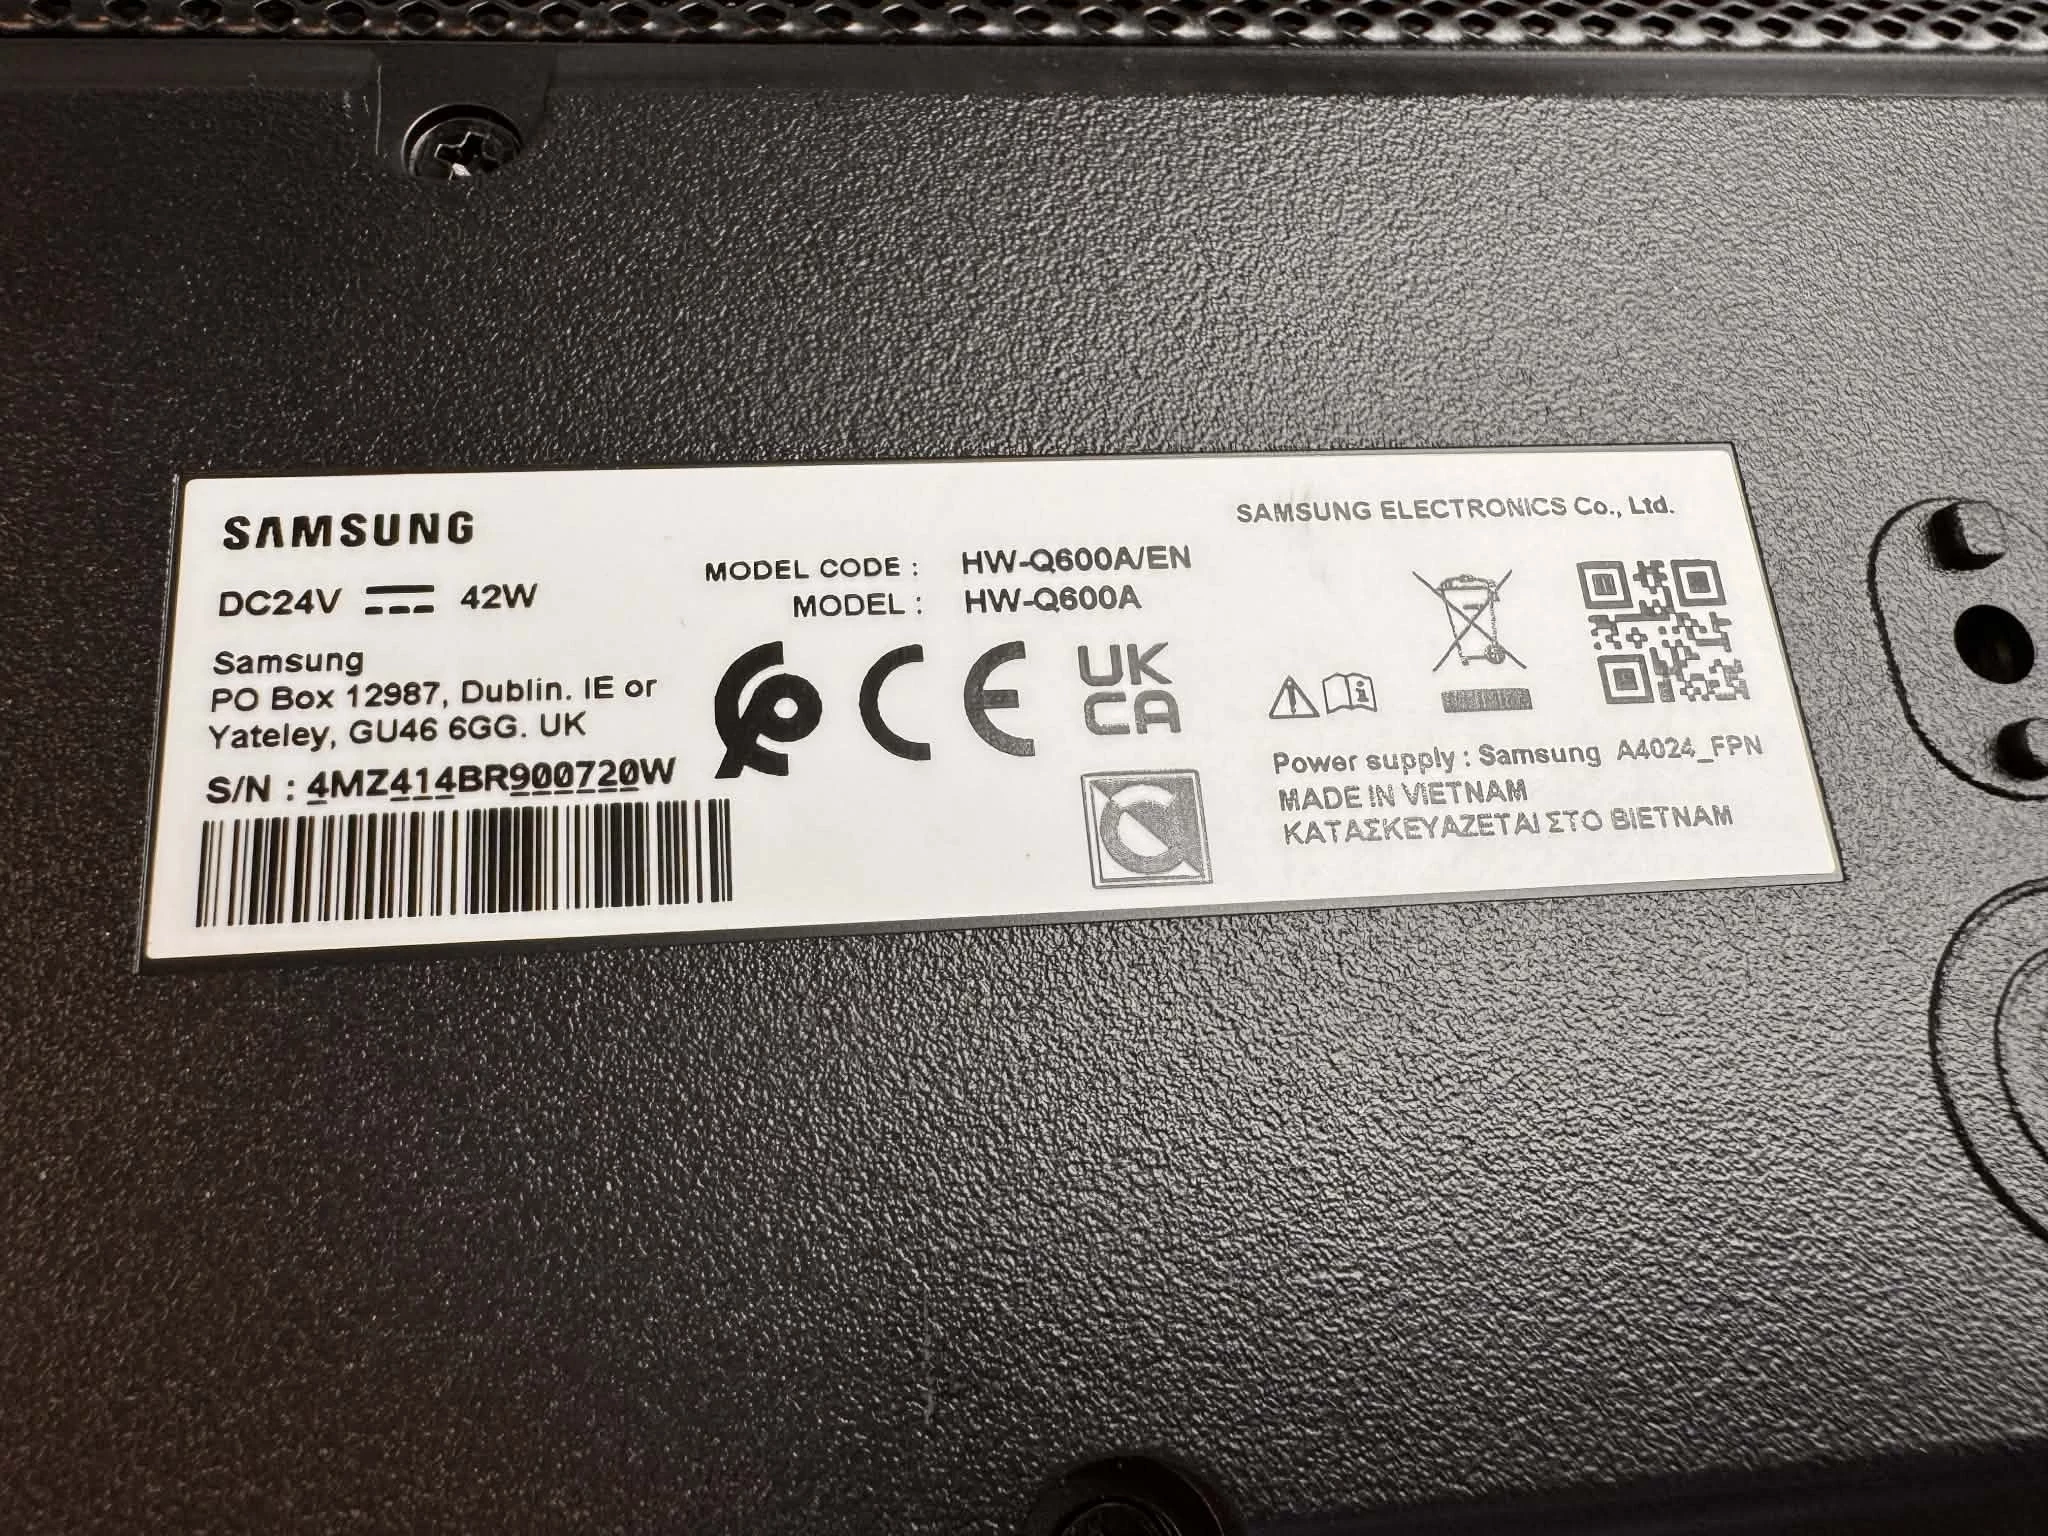 SAMSUNG
DC24V 42W
Samsung
PO Box 12987, Dublin. IE or
Yateley, GU46 6GG. UK
S/N : 4MZ414BR900720W
MODEL CODE : HW-Q600A/EN
MODEL : HW-Q600A
CE
UK
CA
SAMSUNG ELECTRONICS Co., Ltd.
Power supply : Samsung A4024_FPN
MADE IN VIETNAM
ΚΑΤΑΣΚΕΥΑΖΕΤΑΙ ΣΤΟ ΒΙΕΤΝΑΜ